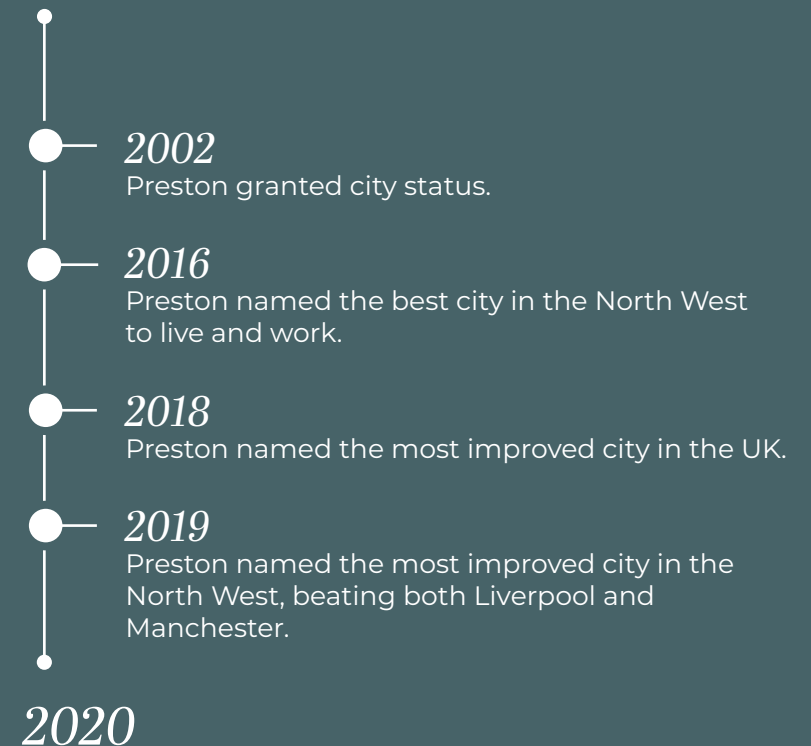 2002
Preston granted city status.
2016
Preston named the best city in the North West
to live and work.
2018
Preston named the most improved city in the UK.
2019
Preston named the most improved city in the
North West, beating both Liverpool and
Manchester.
2020